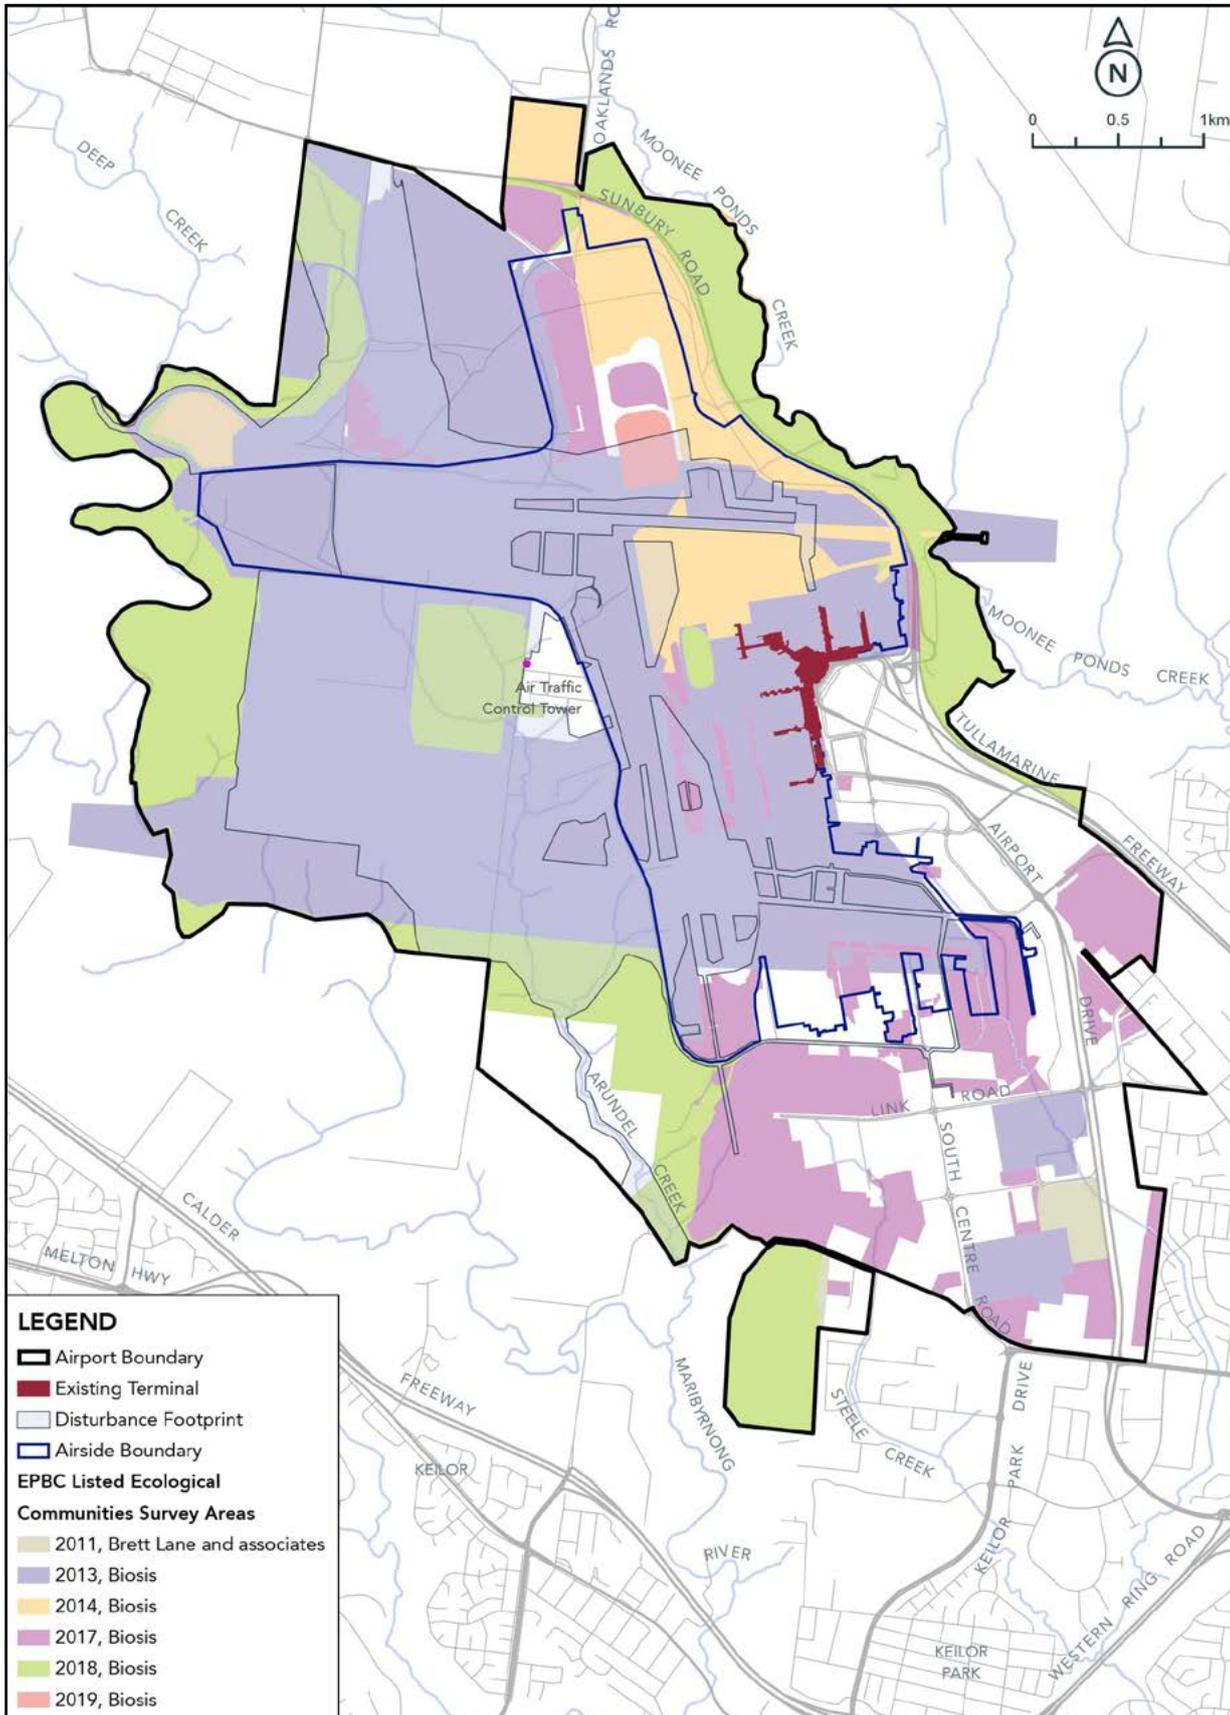 OAKLANDS RO
N
0 0.5 1km
DEEP
CREEK
MOONEE PONDS
CREEK
SUNBURY
ROAD
MOONEE PONDS CREEK
Air Traffic
Control Tower
TULLAMARINE
FREEWAY
AIRPORT
DRIVE
ARUNDEL
CREEK
LINK ROAD
SOUTH
CENTRE
ROAD
CALDER
FREEWAY
MELTON HWY
KEILOR
MARIBYRNONG
RIVER
STEELE
CREEK
KEILOR
PARK
DRIVE
KEILOR
PARK
WESTERN RING ROAD
LEGEND
Airport Boundary
Existing Terminal
Disturbance Footprint
Airside Boundary
EPBC Listed Ecological
Communities Survey Areas
2011, Brett Lane and associates
2013, Biosis
2014, Biosis
2017, Biosis
2018, Biosis
2019, Biosis